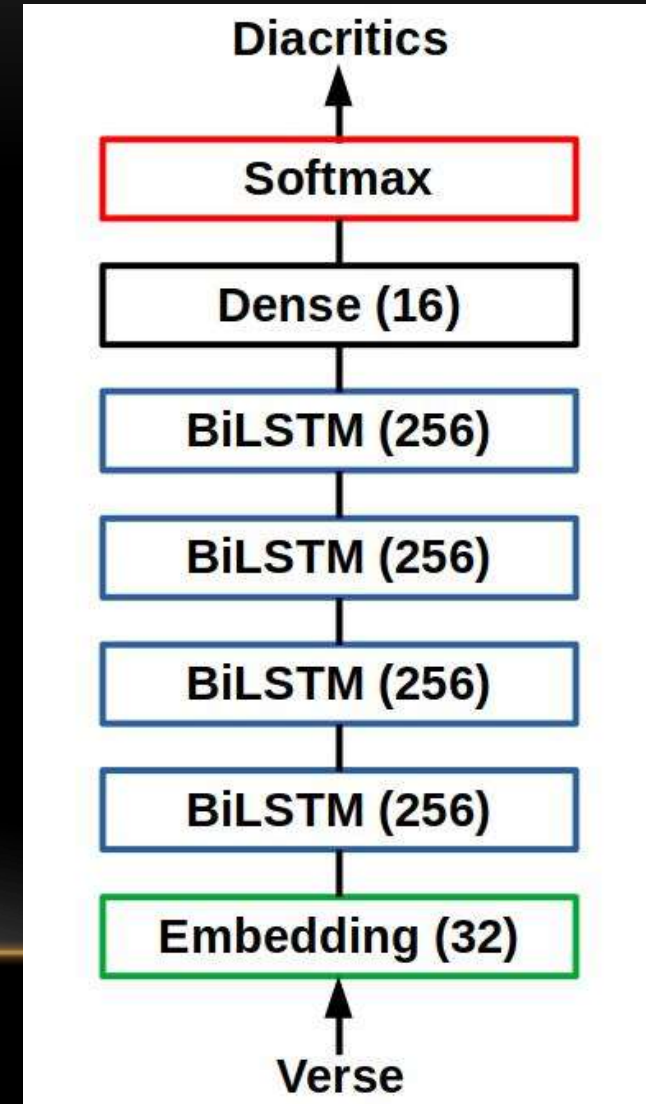 Diacritics
Softmax
Dense (16)
BiLSTM (256)
BiLSTM (256)
BiLSTM (256)
BiLSTM (256)
Embedding (32)
Verse